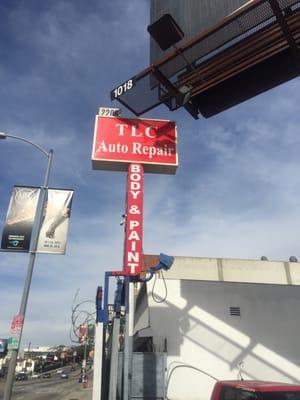 1018
TLC
Auto Repair
BODY & PAINT